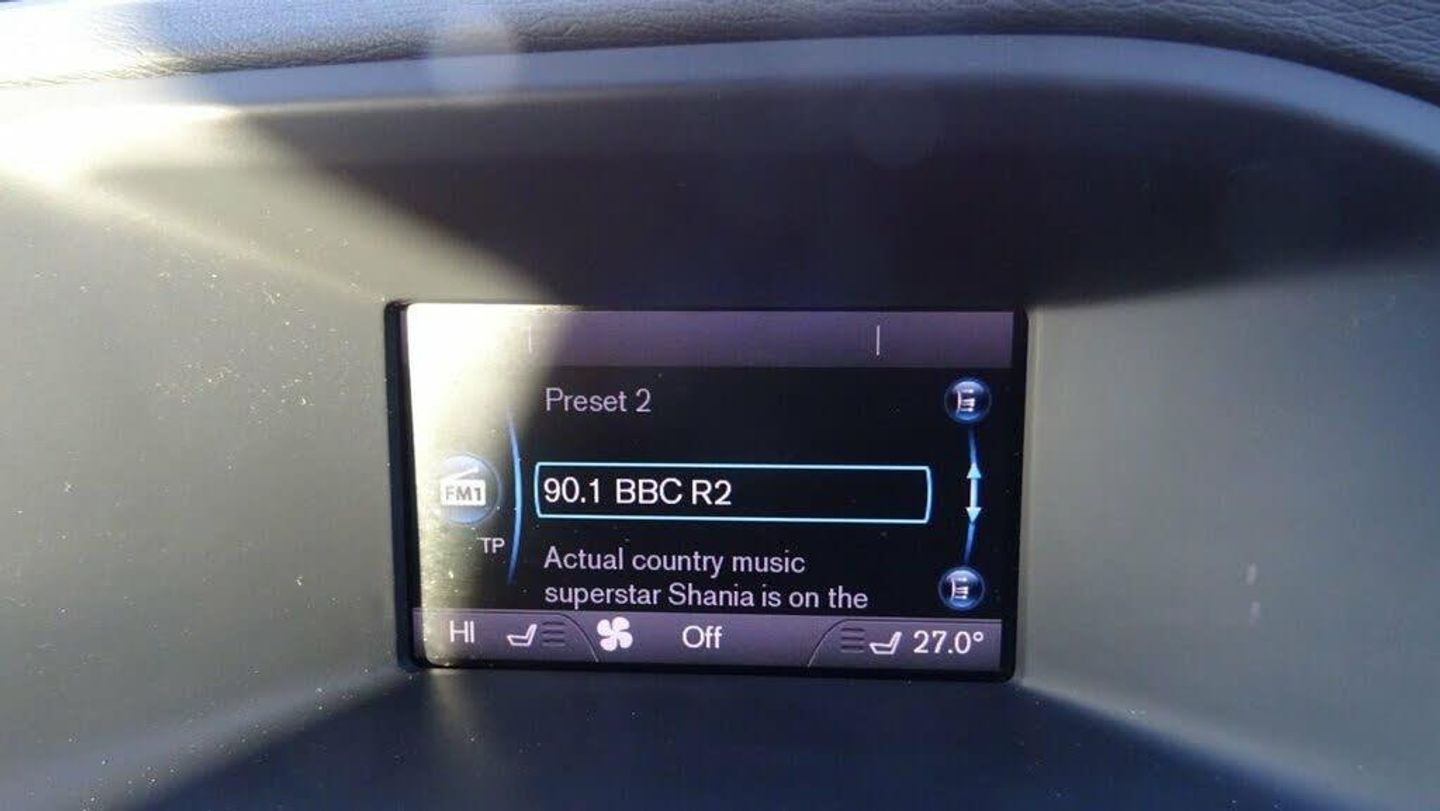 Preset 2
FM1
90.1 BBC R2
TP
Actual country music
superstar Shania is on the
HI
Off
27.0°